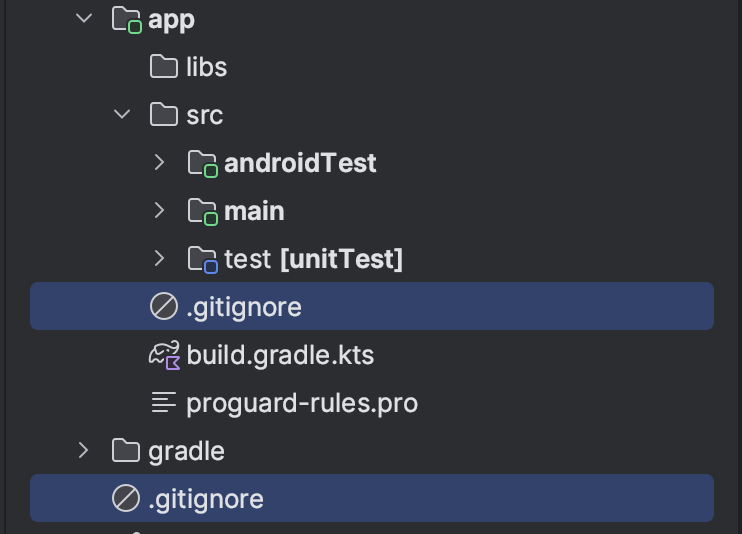 app
libs
src
androidTest
main
test [unitTest]
.gitignore
build.gradle.kts
proguard-rules.pro
gradle
.gitignore